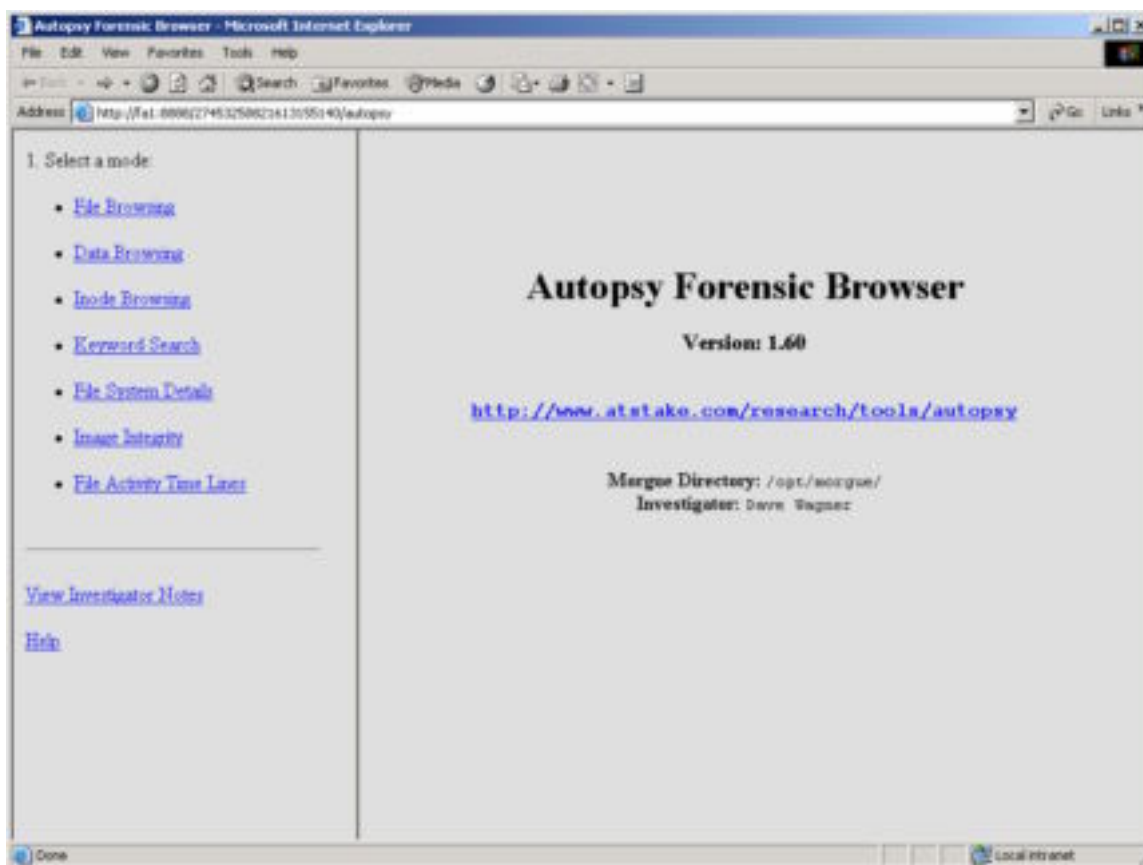 Autopsy Forensic Browser - Microsoft Internet Explorer
File Edit View Favorites Tools Help
Back Search Favorites Media
Address Go Links
1. Select a mode:
File Browsing
Data Browsing
Inode Browsing
Keyword Search
File System Details
Image Integrity
File Activity Time Lines
View Investigator Notes
Help
Autopsy Forensic Browser
Version: 1.60
http://www.atstake.com/research/tools/autopsy
Morgue Directory: /opt/morgue/
Investigator: Dave Wagner
Done
Local intranet